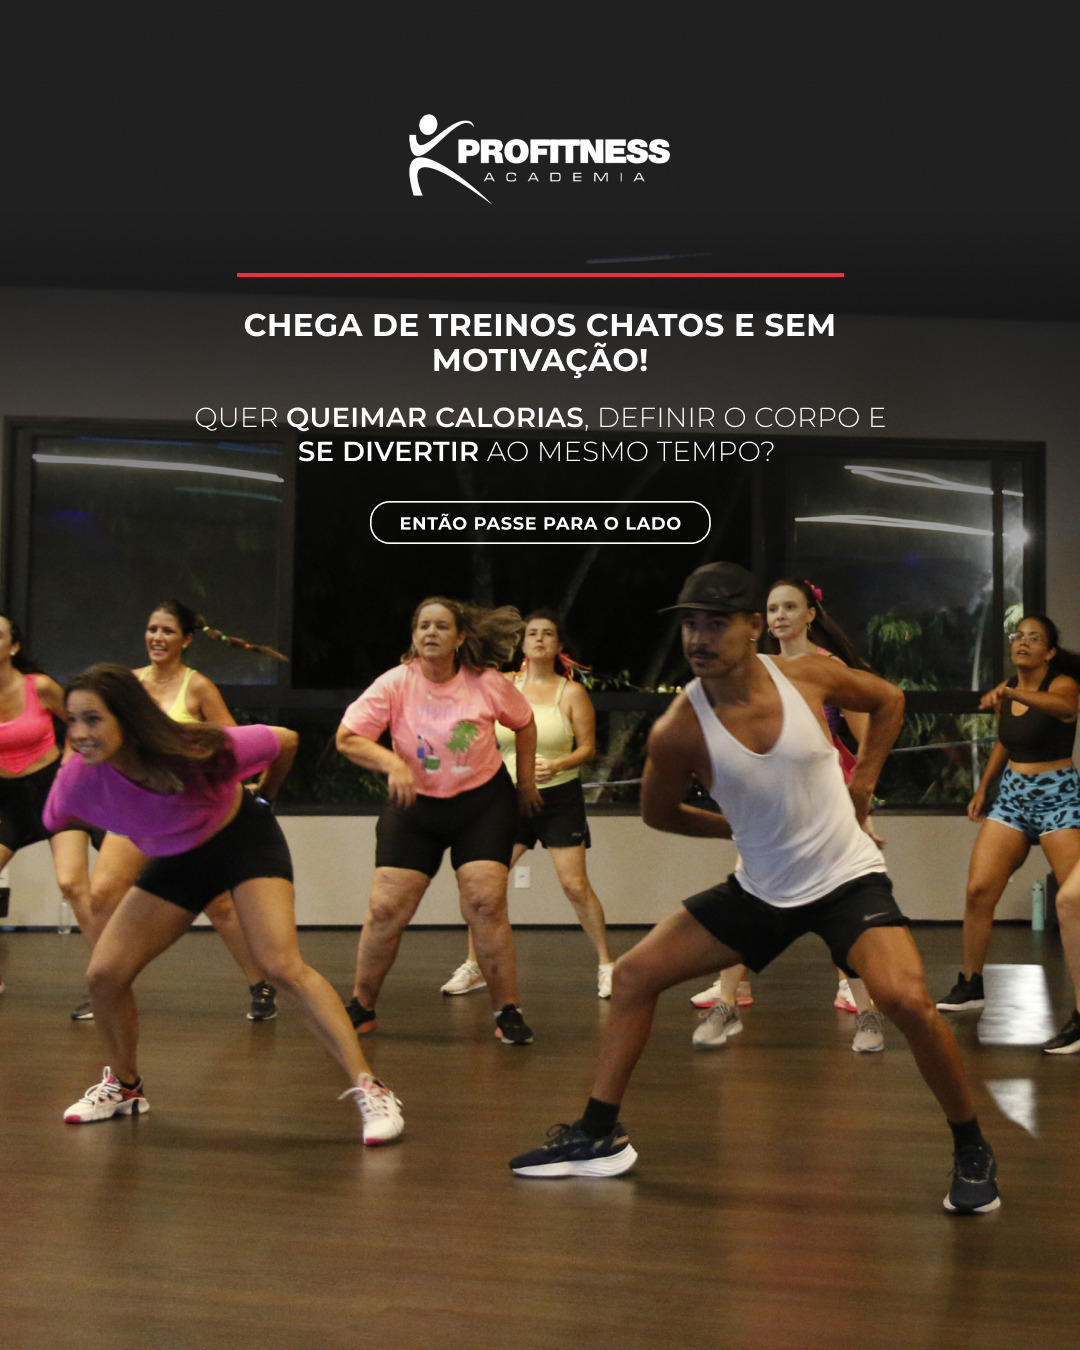 PROFITNESS
ACADEMIA
CHEGA DE TREINOS CHATOS E SEM
MOTIVAÇÃO!
QUER QUEIMAR CALORIAS, DEFINIR O CORPO E
SE DIVERTIR AO MESMO TEMPO?
ENTÃO PASSE PARA O LADO